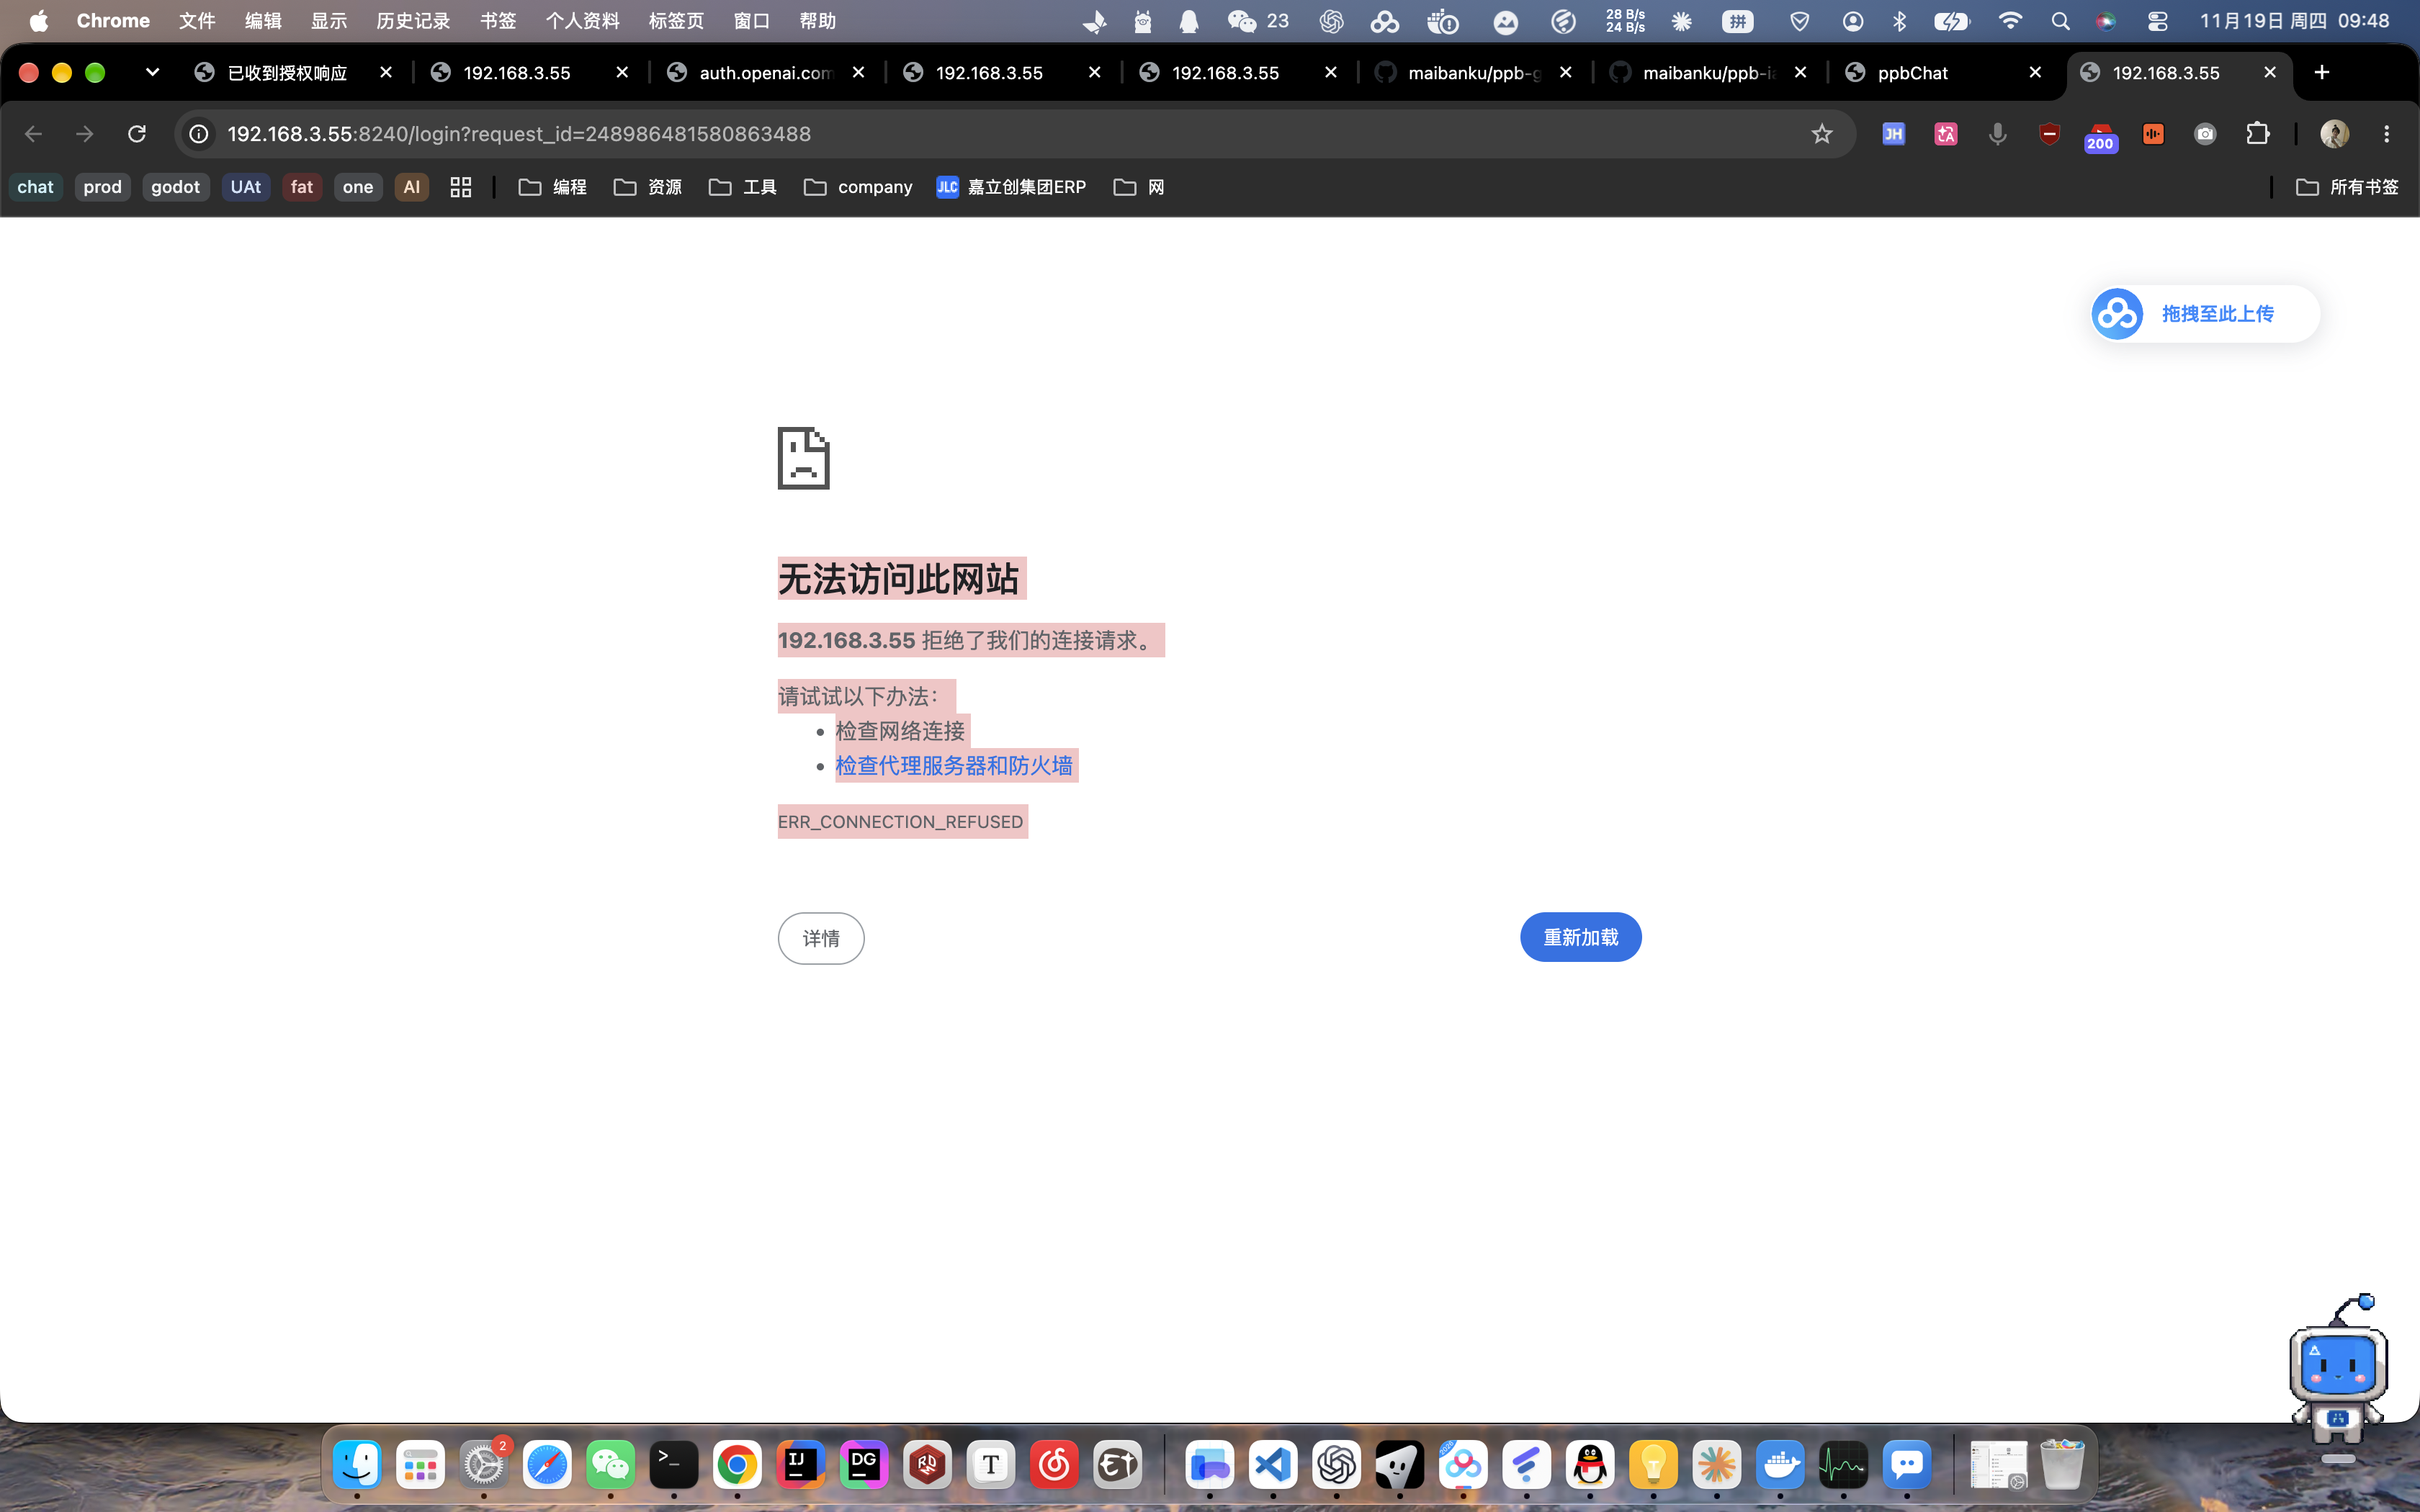 Chrome 文件 编辑 显示 历史记录 书签 个人资料 标签页 窗口 帮助 23 28 B/s 24 B/s 拼 11月19日 周四 09:48
已收到授权响应 192.168.3.55 auth.openai.com 192.168.3.55 192.168.3.55 maibanku/ppb-g maibanku/ppb-ia ppbChat 192.168.3.55
192.168.3.55:8240/login?request_id=248986481580863488 JH 200
chat prod godot UAt fat one AI 编程 资源 工具 company JLC 嘉立创集团ERP 网 所有书签
拖拽至此上传
无法访问此网站
192.168.3.55 拒绝了我们的连接请求。
请试试以下办法：
• 检查网络连接
• 检查代理服务器和防火墙
ERR_CONNECTION_REFUSED
详情 重新加载
2 >_ IJ DG RD T Et